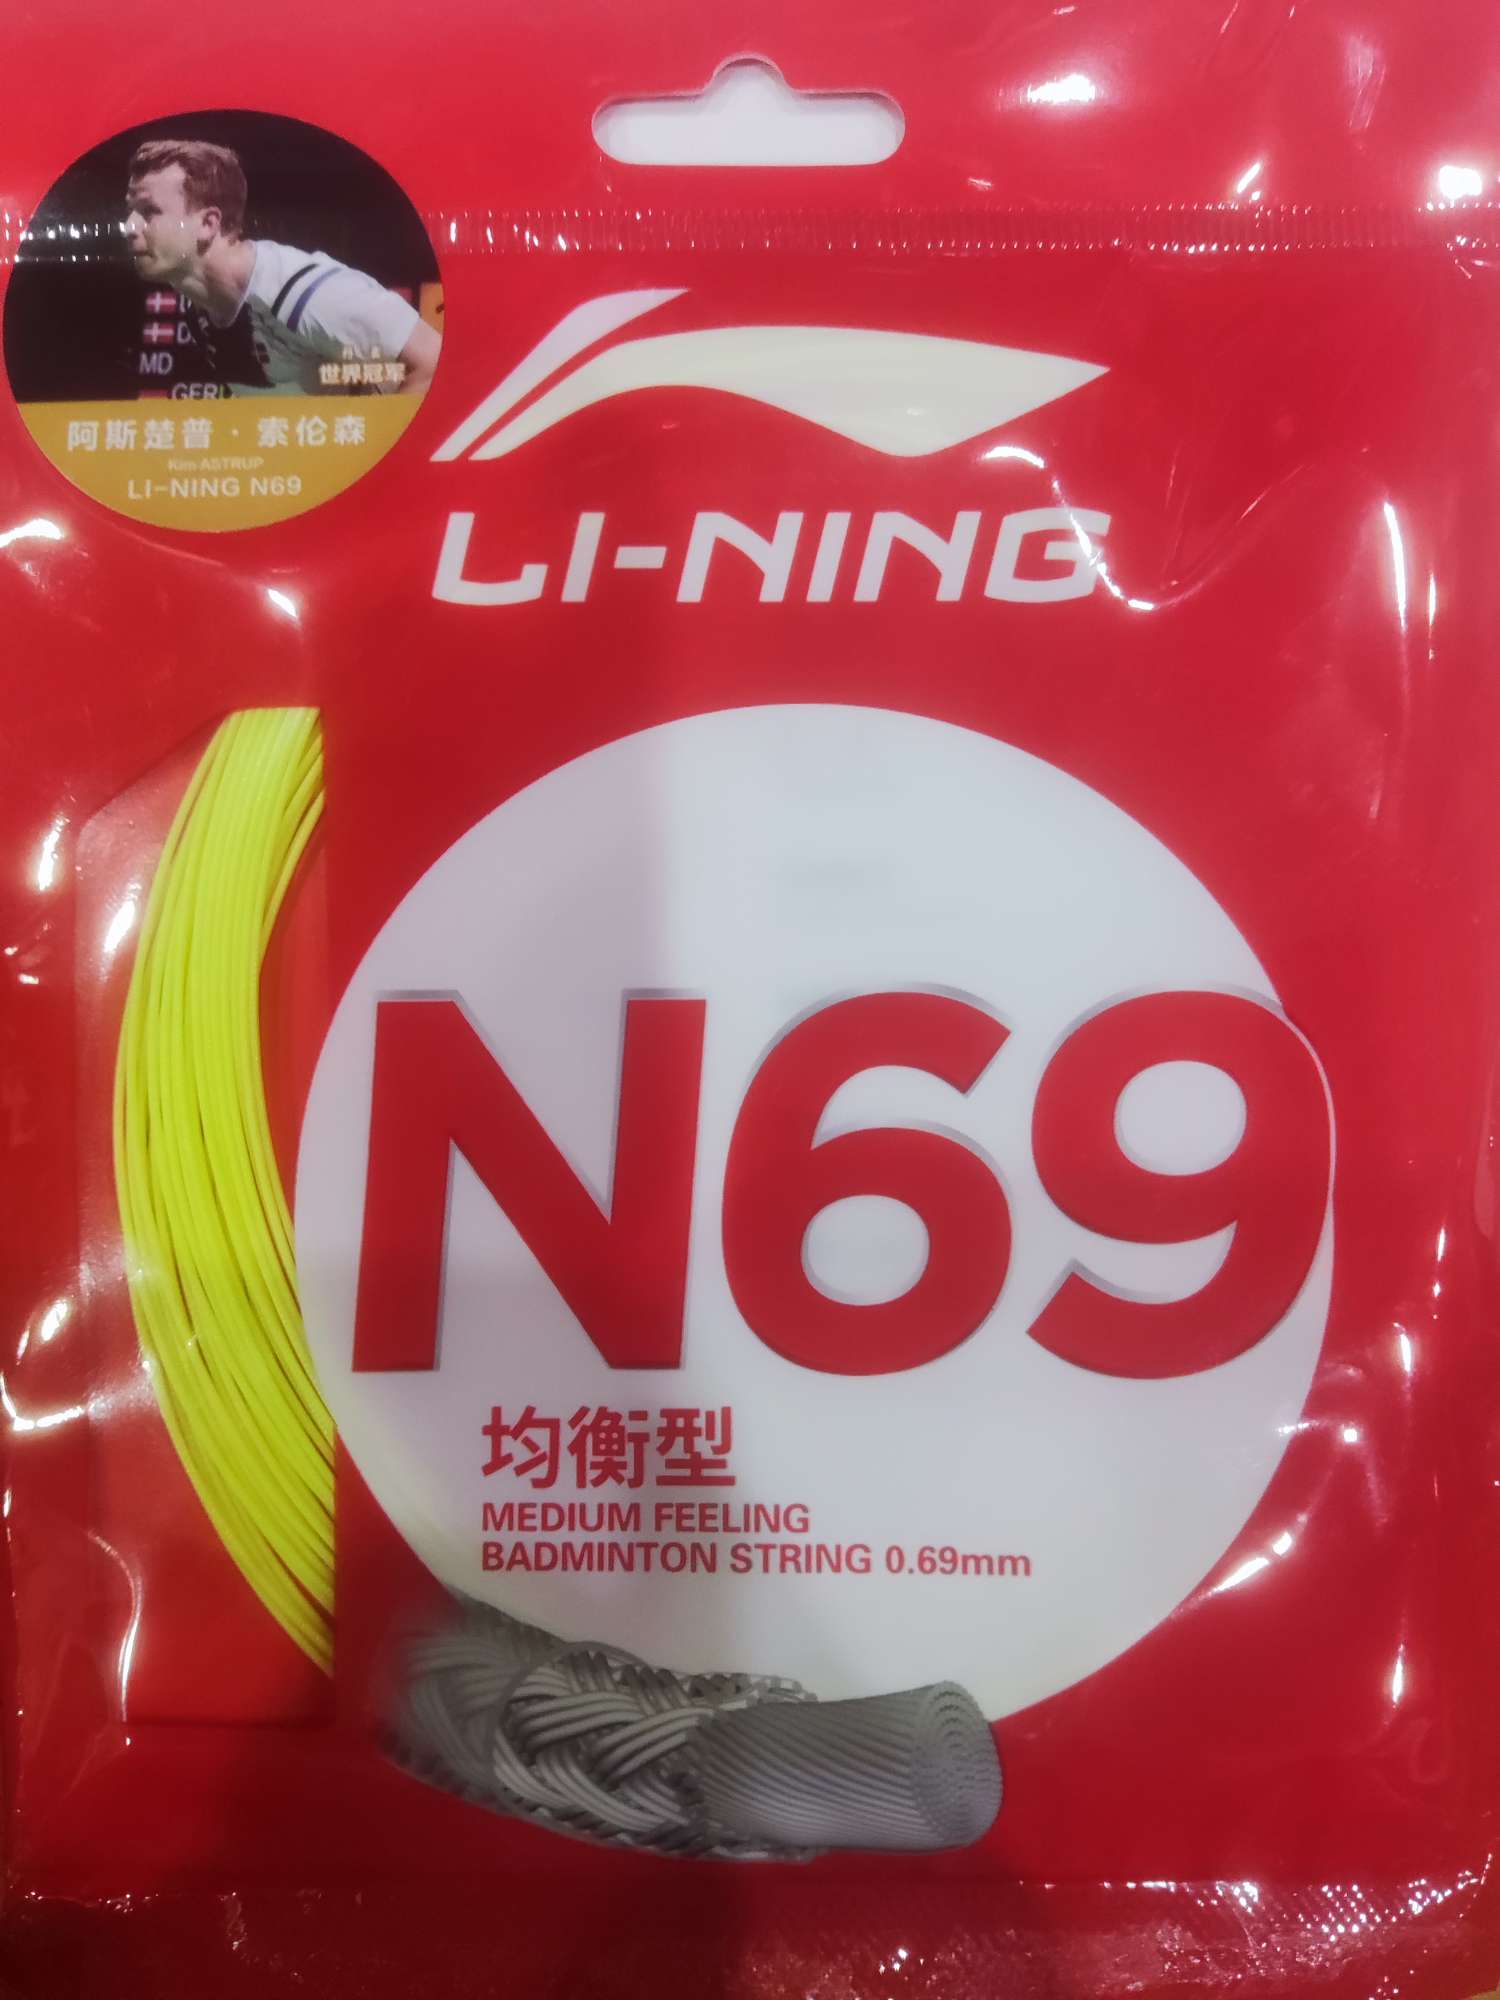 MD
GER
世界冠军
阿斯楚普·索伦森
Kim ASTRUP
LI-NING N69
LI-NING
N69
均衡型
MEDIUM FEELING
BADMINTON STRING 0.69mm